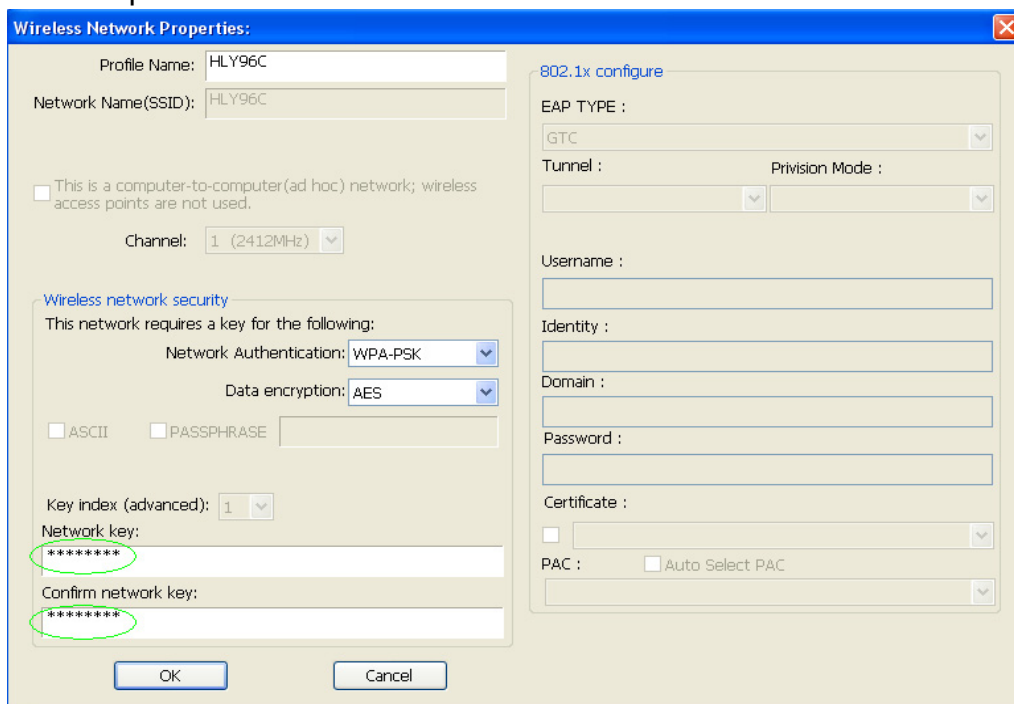 Wireless Network Properties:
Profile Name: HLY96C
Network Name(SSID): HLY96C
This is a computer-to-computer(ad hoc) network; wireless
access points are not used.
Channel: 1 (2412MHz)
Wireless network security
This network requires a key for the following:
Network Authentication: WPA-PSK
Data encryption: AES
ASCII PASSPHRASE
Key index (advanced): 1
Network key:
********
Confirm network key:
********
OK Cancel
802.1x configure
EAP TYPE :
GTC
Tunnel : Privision Mode :
Username :
Identity :
Domain :
Password :
Certificate :
PAC : Auto Select PAC